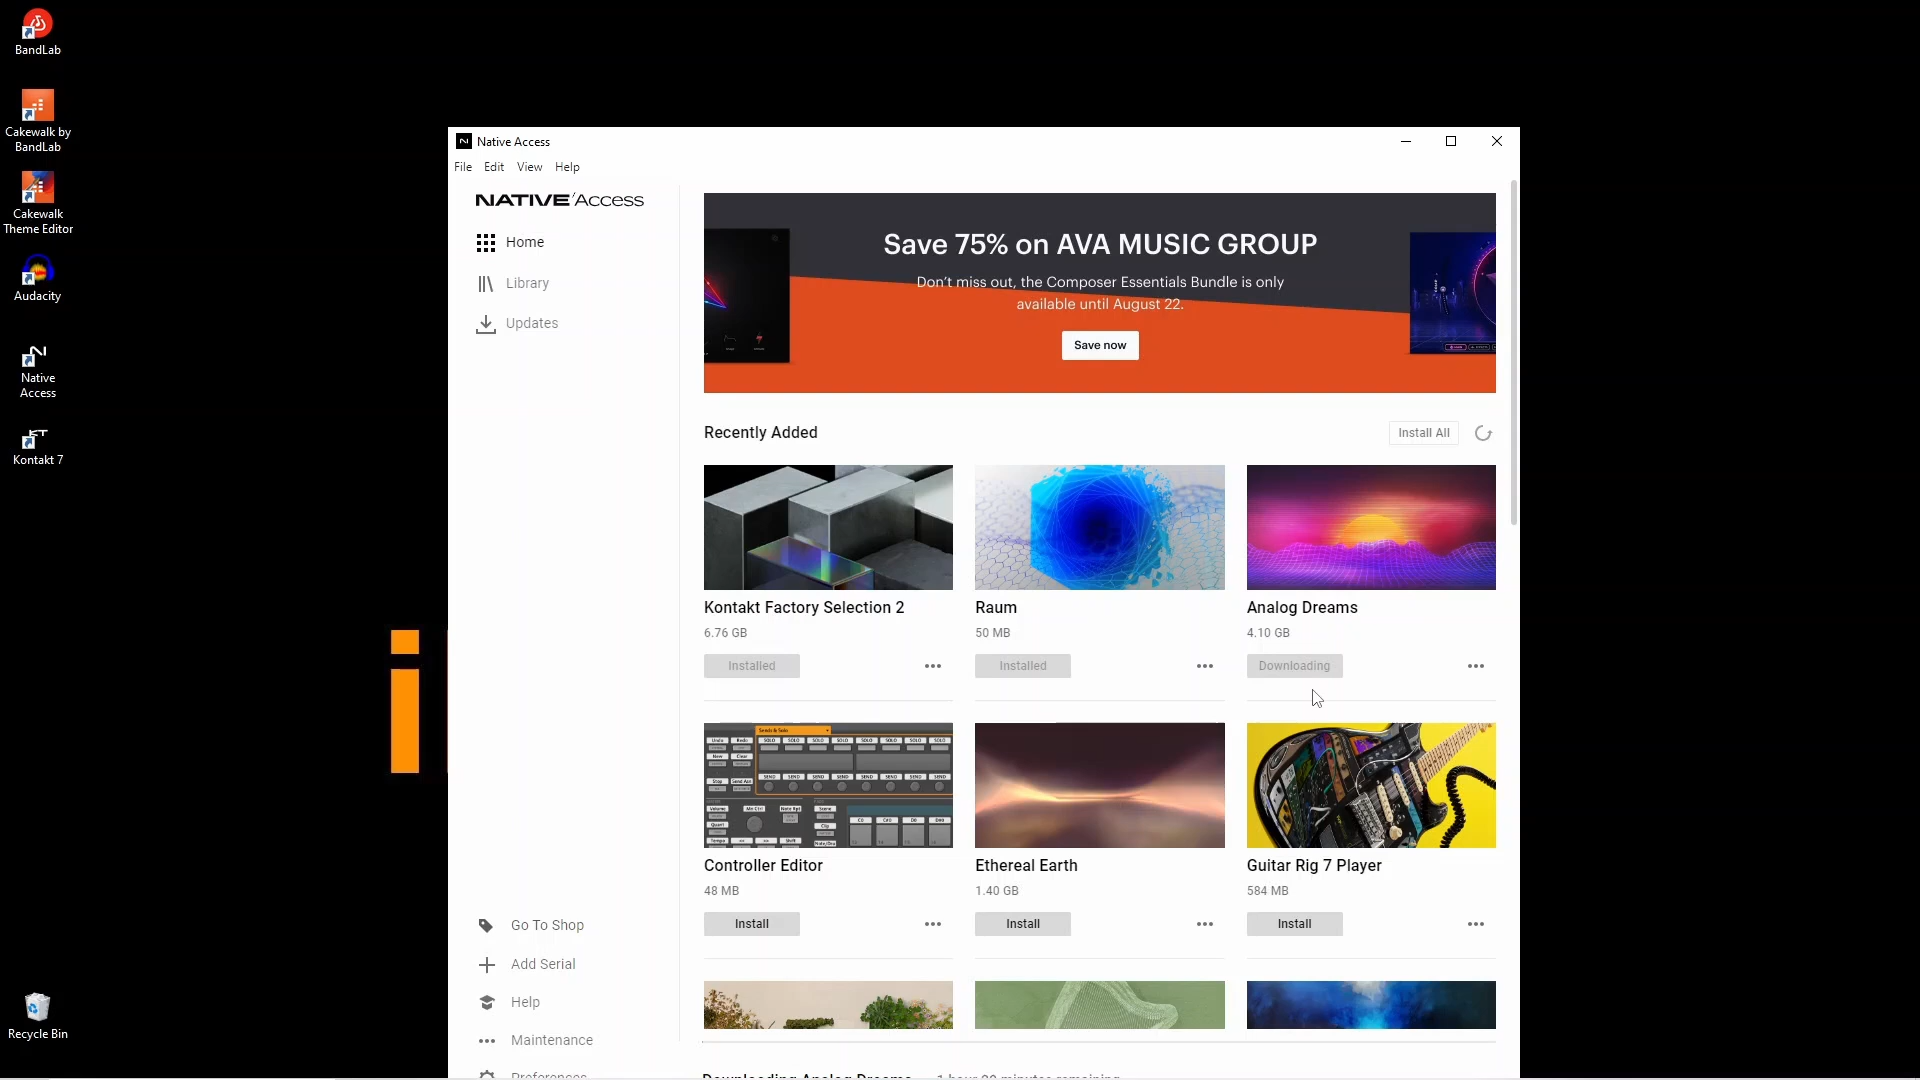 BandLab
Cakewalk by
BandLab
Cakewalk
Theme Editor
Audacity
Native
Access
Kontakt 7
Recycle Bin
Native Access
File Edit View Help
NATIVE Access
Home
Library
Updates
Go To Shop
Add Serial
Help
Maintenance
Preferences
Save 75% on AVA MUSIC GROUP
Don't miss out, the Composer Essentials Bundle is only
available until August 22.
Save now
Recently Added
Install All
Kontakt Factory Selection 2
6.76 GB
Installed
Raum
50 MB
Installed
Analog Dreams
4.10 GB
Downloading
Controller Editor
48 MB
Install
Ethereal Earth
1.40 GB
Install
Guitar Rig 7 Player
584 MB
Install
Downloading Analog Dreams